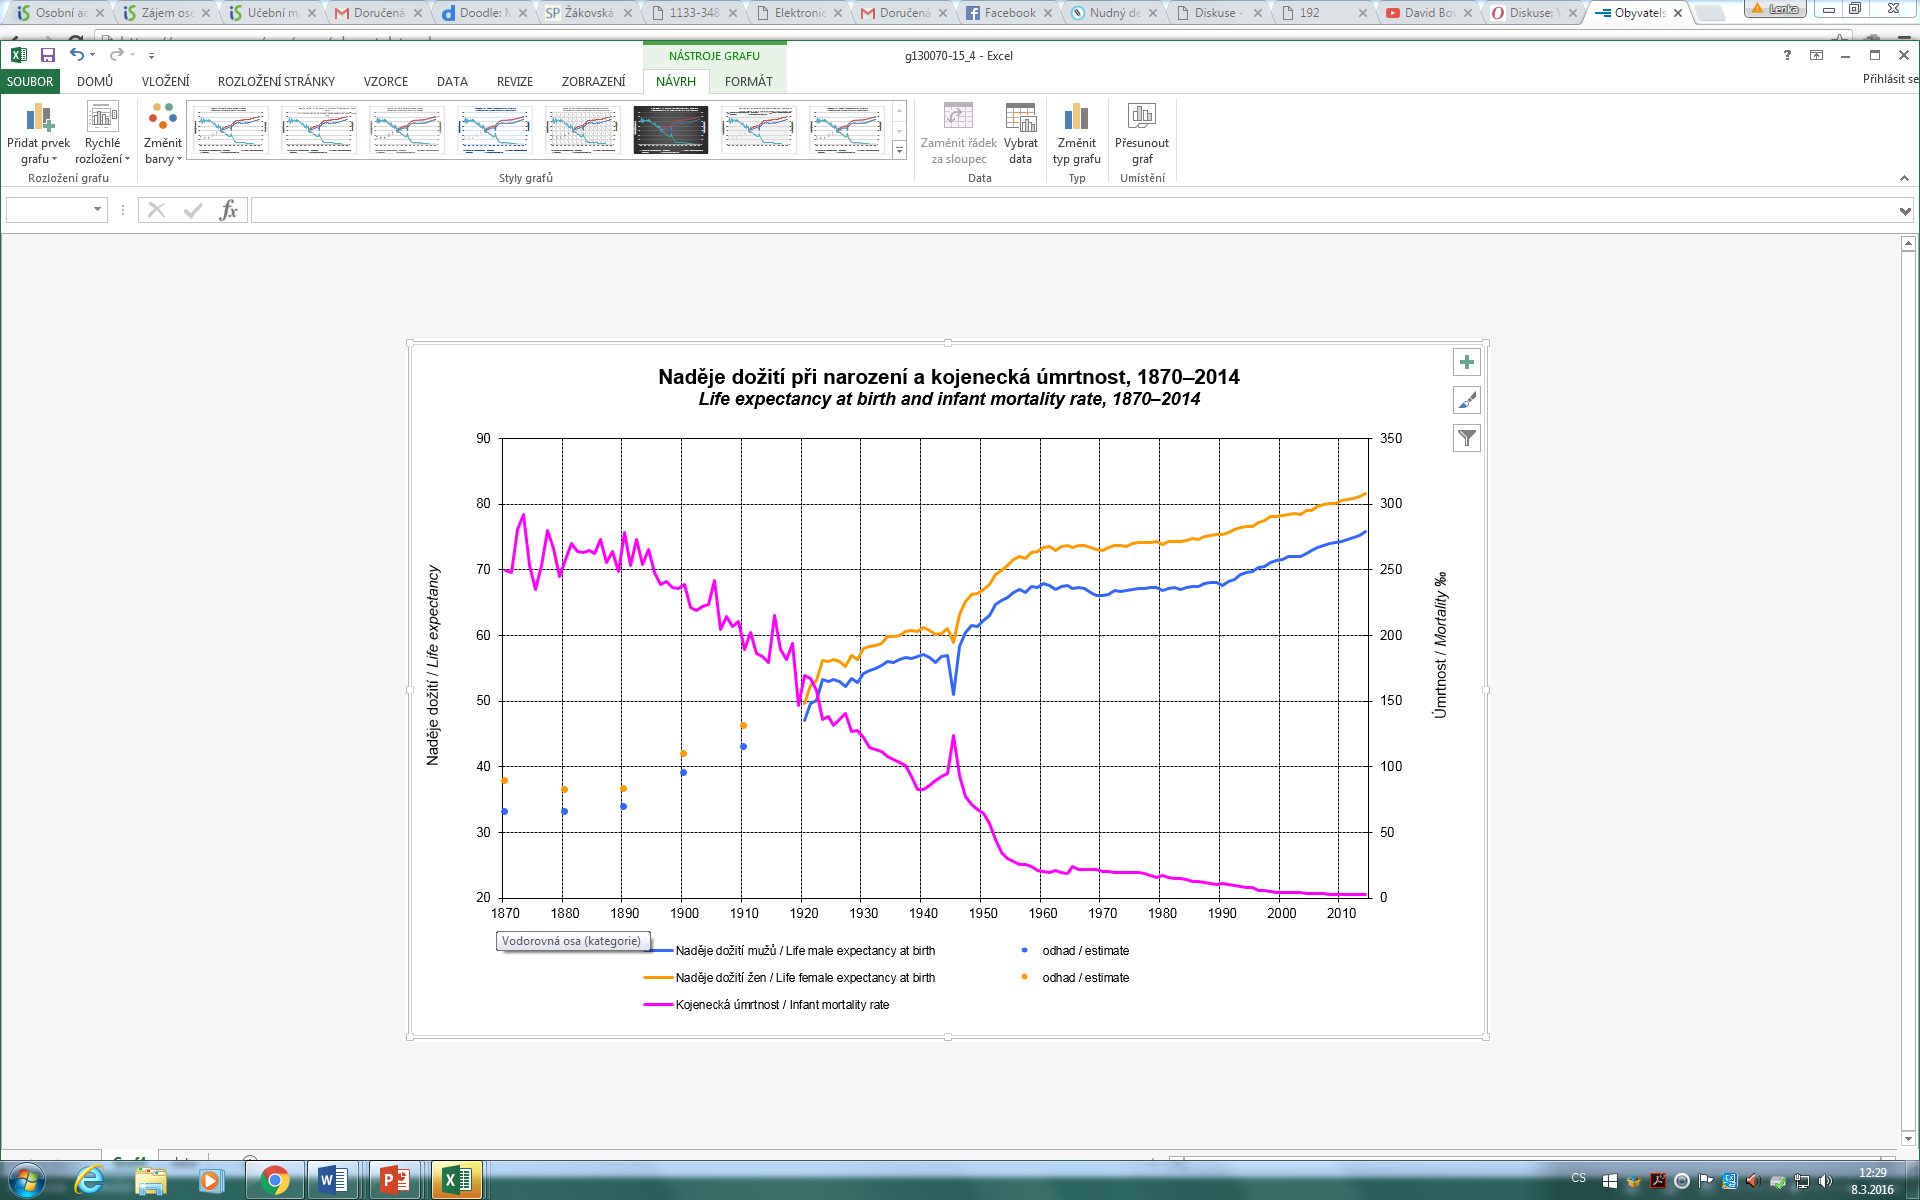 Osobní ad
Zájem oso
Učební m
Doručená
Doodle: M
Žákovská
1133-348
Elektronic
Doručená
Facebook
Nudný de
Diskuse -
192
David Bow
Diskuse: V
Obyvatels
Lenka
NÁSTROJE GRAFU
g130070-15_4 - Excel
SOUBOR DOMŮ VLOŽENÍ ROZLOŽENÍ STRÁNKY VZORCE DATA REVIZE ZOBRAZENÍ NÁVRH FORMÁT
Přihlásit se
Přidat prvek grafu
Rychlé rozložení
Změnit barvy
Zaměnit řádek za sloupec
Vybrat data
Změnit typ grafu
Přesunout graf
Rozložení grafu
Styly grafů
Data
Typ
Umístění
fx
Naděje dožití při narození a kojenecká úmrtnost, 1870–2014
Life expectancy at birth and infant mortality rate, 1870–2014
Naděje dožití / Life expectancy
90
80
70
60
50
40
30
20
350
300
250
200
150
100
50
0
Úmrtnost / Mortality ‰
1870 1880 1890 1900 1910 1920 1930 1940 1950 1960 1970 1980 1990 2000 2010
Vodorovná osa (kategorie)
Naděje dožití mužů / Life male expectancy at birth
odhad / estimate
Naděje dožití žen / Life female expectancy at birth
odhad / estimate
Kojenecká úmrtnost / Infant mortality rate
CS
12:29
8.3.2016